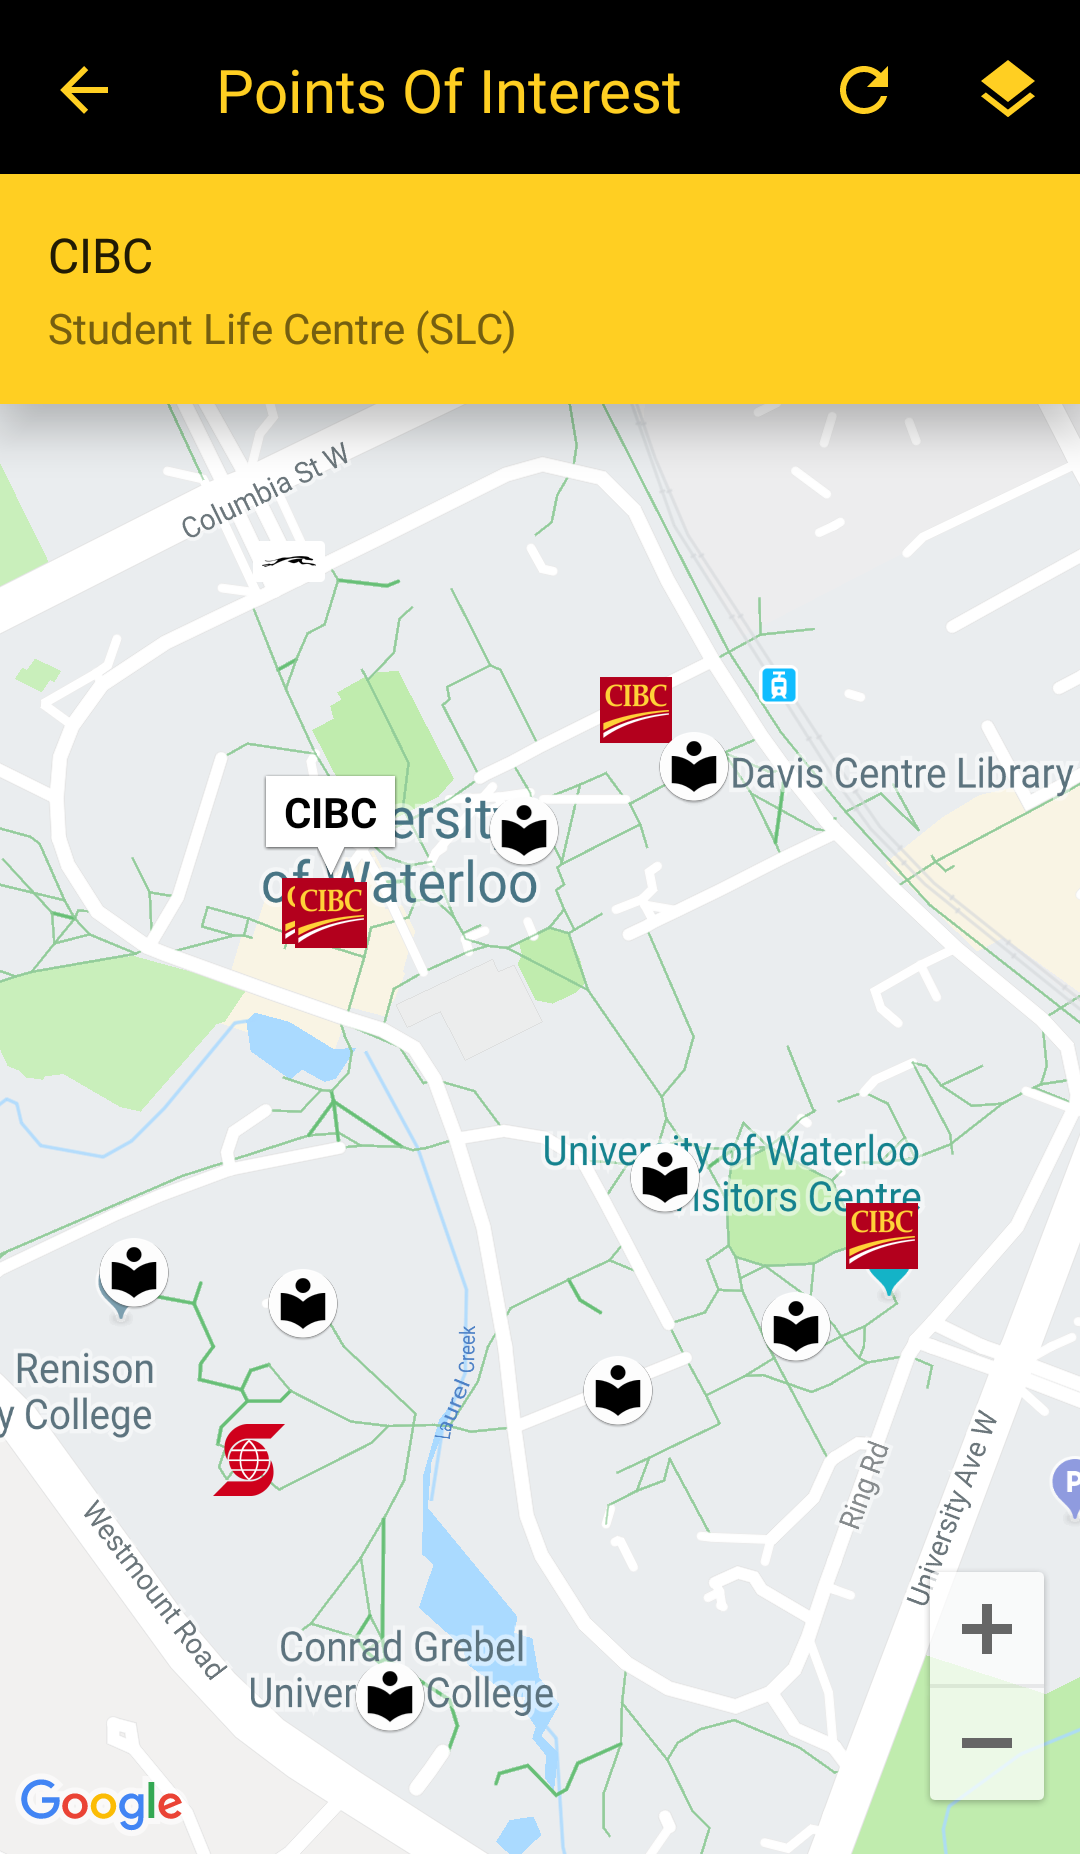 Points Of Interest
CIBC
Student Life Centre (SLC)
Columbia St W
CIBC
Davis Centre Library
CIBC
of Waterloo
CIBC
University of Waterloo
Visitors Centre
CIBC
Renison
y College
Laurel Creek
Ring Rd
University Ave W
P
Westmount Road
Conrad Grebel
College
Google